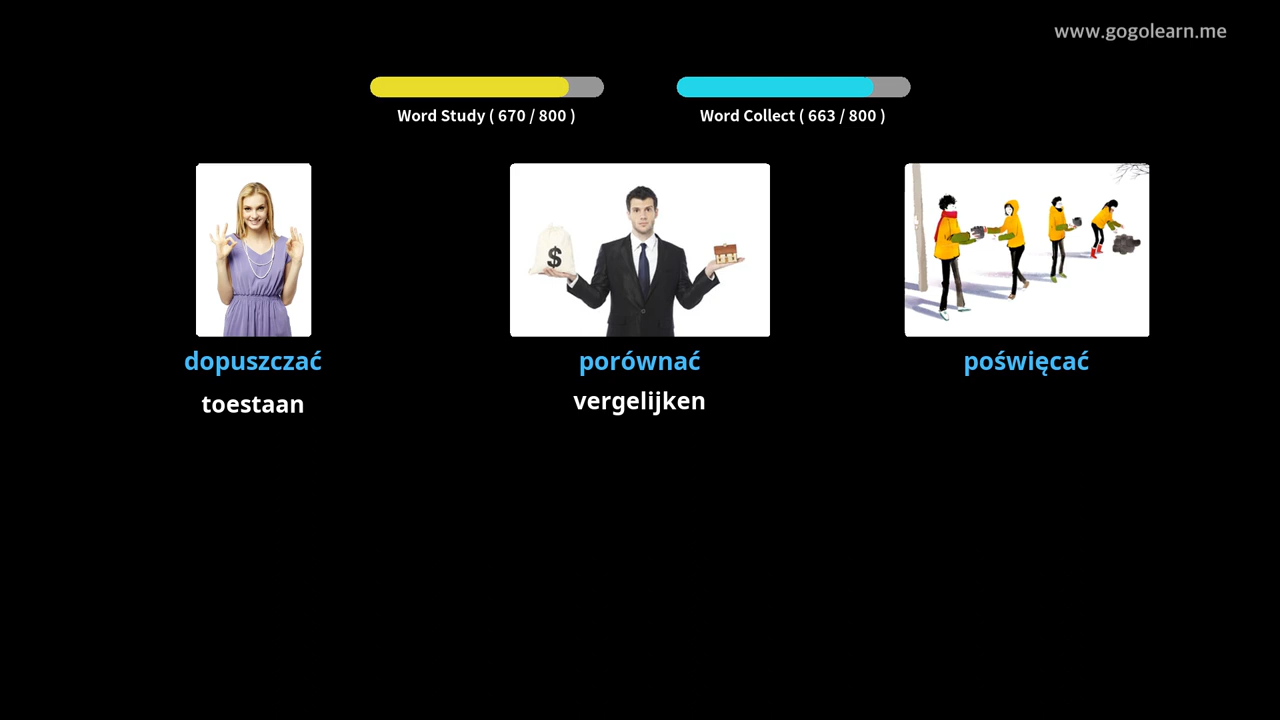 www.gogolearn.me
Word Study ( 670 / 800 )
Word Collect ( 663 / 800 )
$
dopuszczać
porównać
poświęcać
toestaan
vergelijken